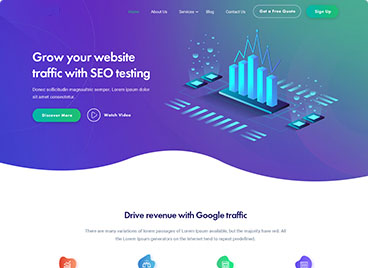 Home About Us Services Blog Contact Us Get a Free Quote Sign Up
Grow your website
traffic with SEO testing
Donec sollicitudin magnastric semper. Lorem ipsum dolor
sit amet consectetur.
Discover More Watch Video
Drive revenue with Google traffic
There are many variations of lorem passages of Lorem Ipsum available, but the majority have ved. All
the Lorem Ipsum generators on the Internet tend to repeat predefined.